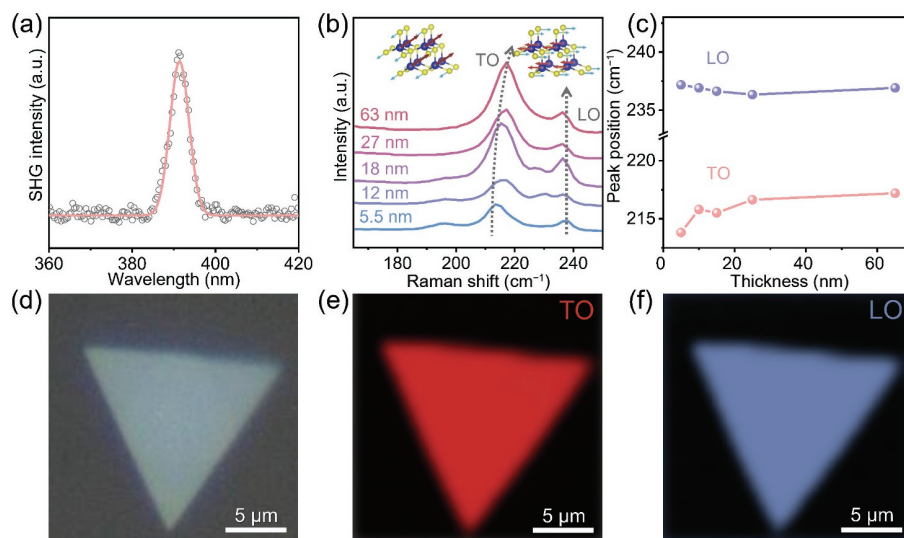 (a)
SHG intensity (a.u.)
360 380 400 420
Wavelength (nm)
(b)
Intensity (a.u.)
TO
LO
63 nm
27 nm
18 nm
12 nm
5.5 nm
180 200 220 240
Raman shift (cm⁻¹)
(c)
Peak position (cm⁻¹)
240
LO
235
220
TO
215
0 20 40 60
Thickness (nm)
(d)
5 μm
(e)
TO
5 μm
(f)
LO
5 μm